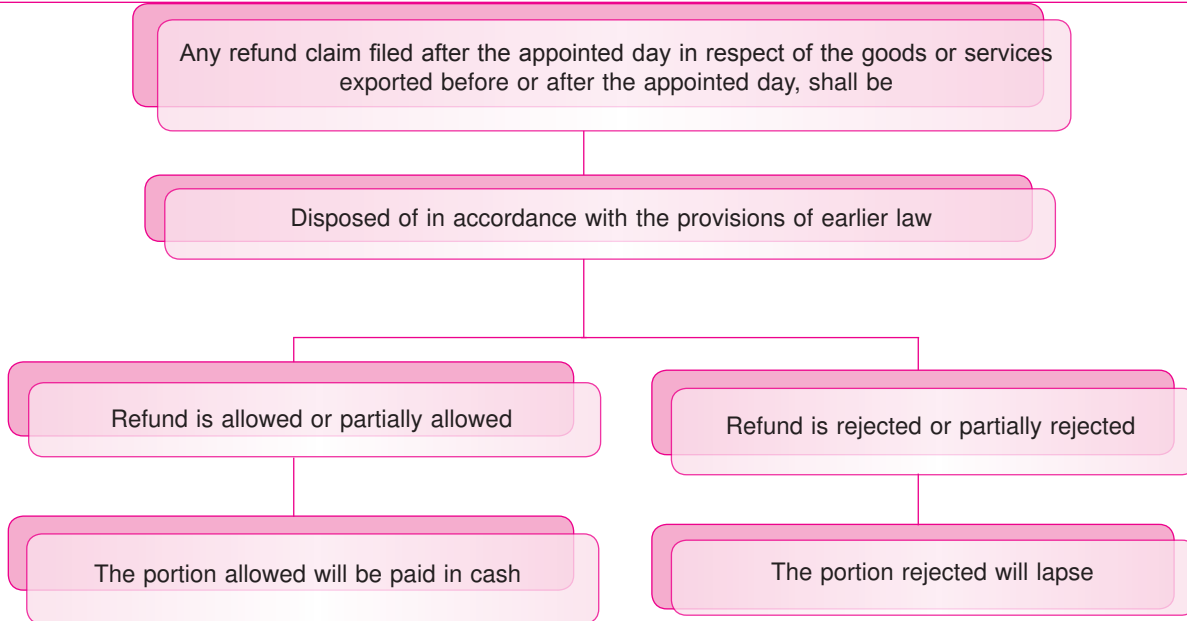 Any refund claim filed after the appointed day in respect of the goods or services
exported before or after the appointed day, shall be
Disposed of in accordance with the provisions of earlier law
Refund is allowed or partially allowed
Refund is rejected or partially rejected
The portion allowed will be paid in cash
The portion rejected will lapse